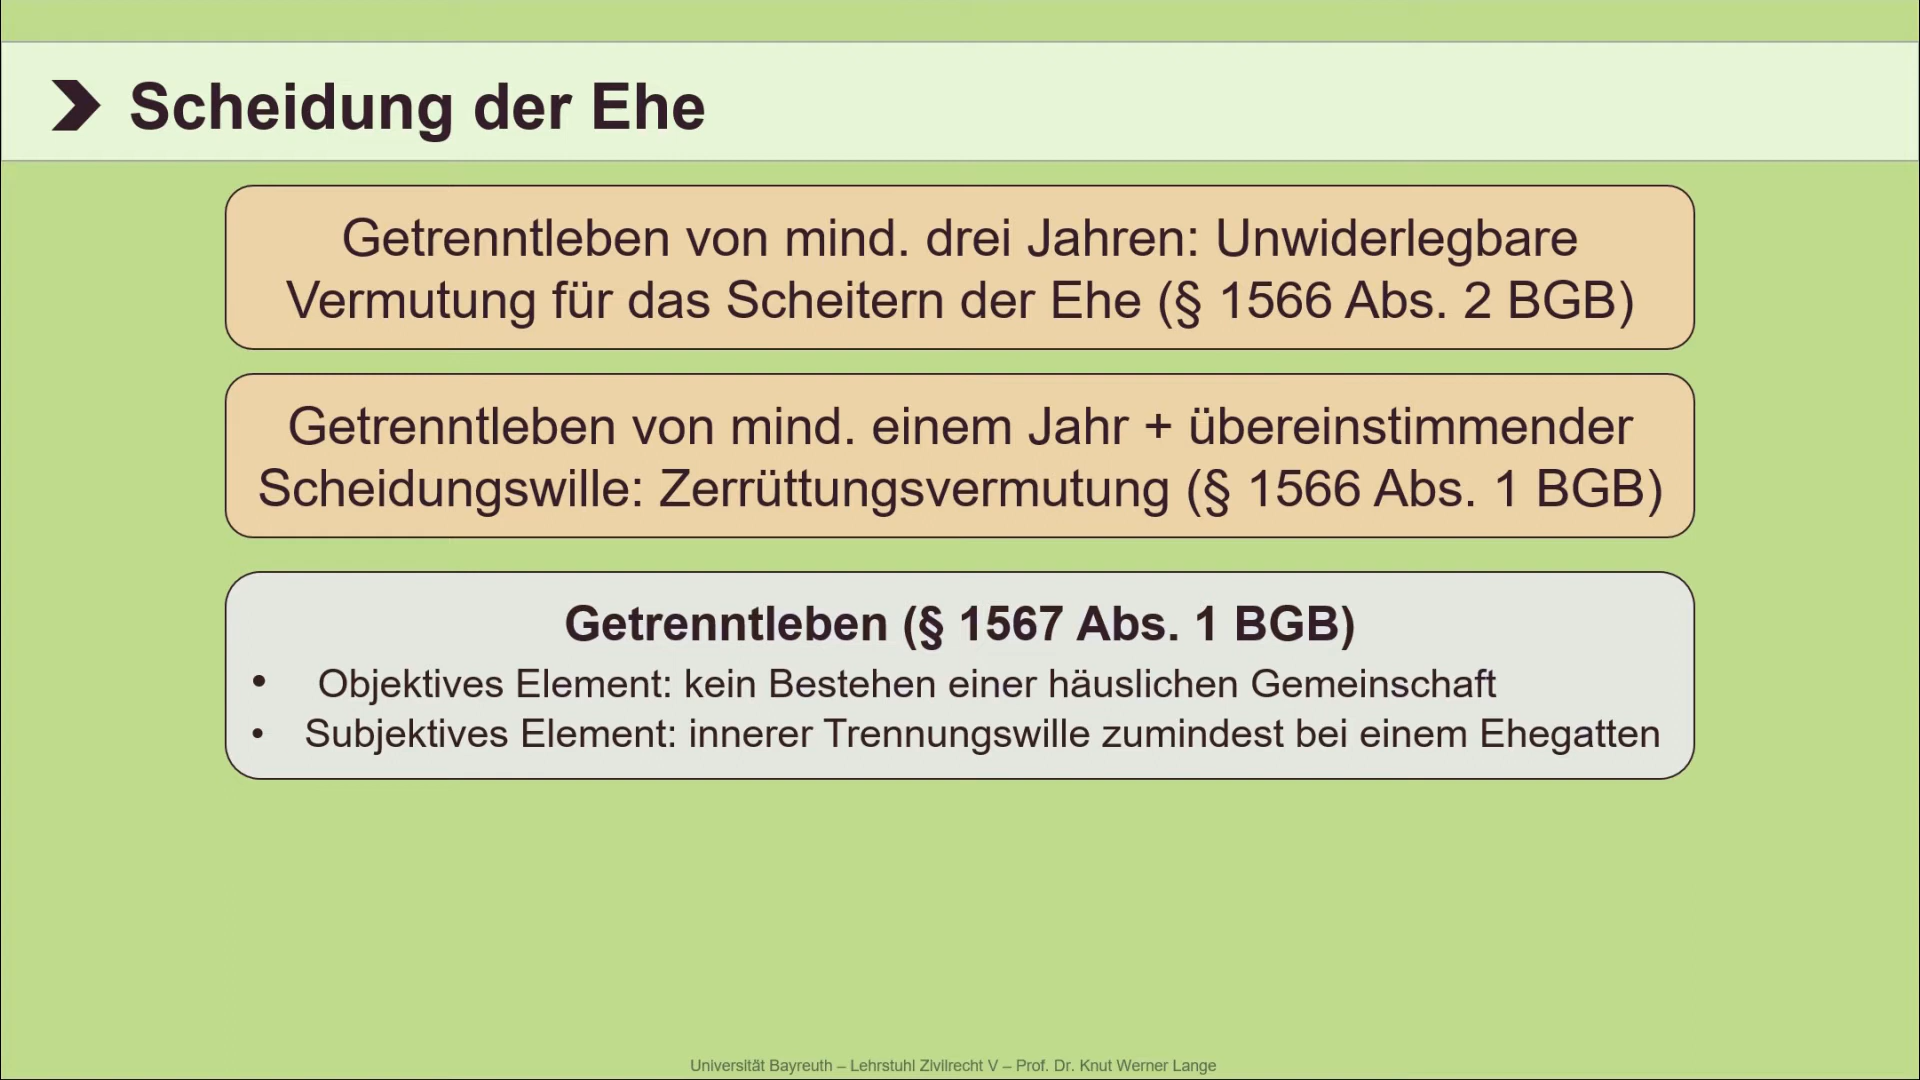 Scheidung der Ehe
Getrenntleben von mind. drei Jahren: Unwiderlegbare
Vermutung für das Scheitern der Ehe (§ 1566 Abs. 2 BGB)
Getrenntleben von mind. einem Jahr + übereinstimmender
Scheidungswille: Zerrüttungsvermutung (§ 1566 Abs. 1 BGB)
Getrenntleben (§ 1567 Abs. 1 BGB)
• Objektives Element: kein Bestehen einer häuslichen Gemeinschaft
• Subjektives Element: innerer Trennungswille zumindest bei einem Ehegatten
Universität Bayreuth – Lehrstuhl Zivilrecht V – Prof. Dr. Knut Werner Lange